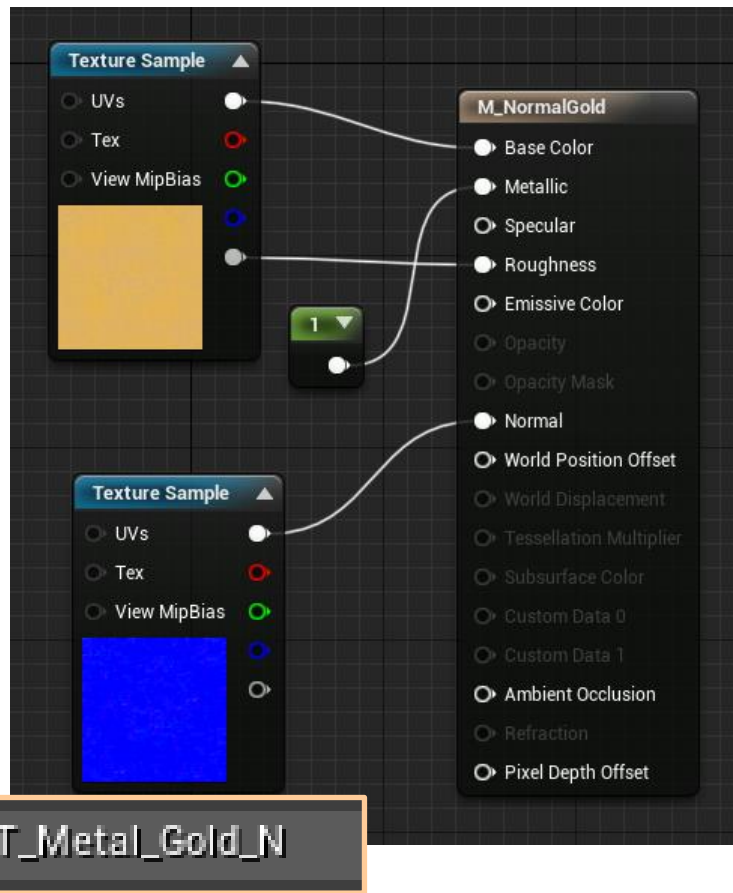 Texture Sample
UVs
Tex
View MipBias
1
Texture Sample
UVs
Tex
View MipBias
M_NormalGold
Base Color
Metallic
Specular
Roughness
Emissive Color
Opacity
Opacity Mask
Normal
World Position Offset
World Displacement
Tessellation Multiplier
Subsurface Color
Custom Data 0
Custom Data 1
Ambient Occlusion
Refraction
Pixel Depth Offset
T_Metal_Gold_N